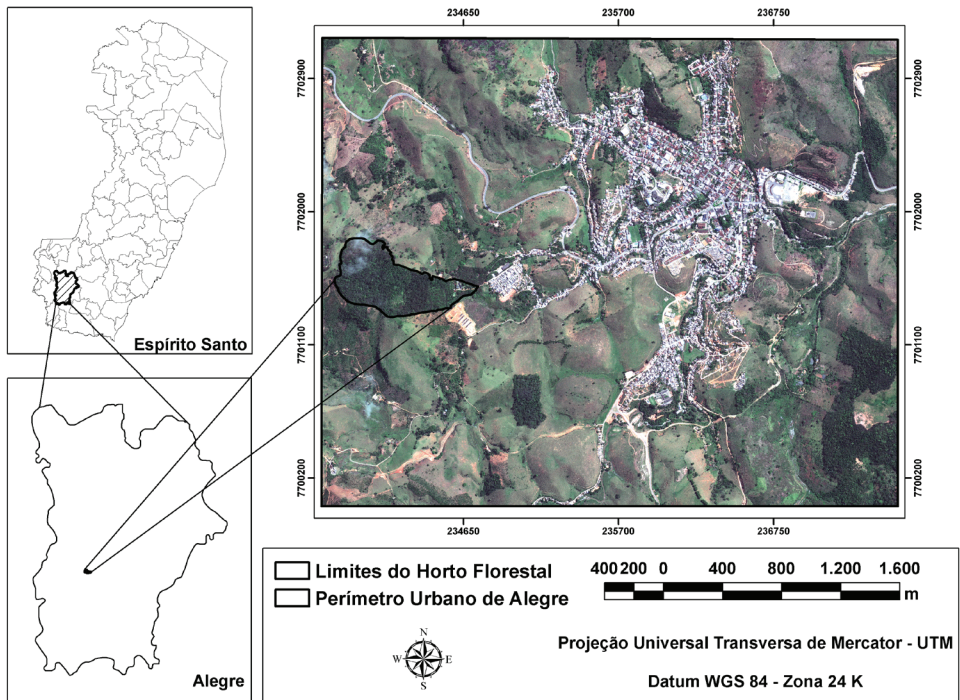 234650 235700 236750
7702900 7702900
7702000 7702000
7701100 7701100
7700200 7700200
234650 235700 236750
Espírito Santo
Alegre
Limites do Horto Florestal
Perímetro Urbano de Alegre
400 200 0 400 800 1.200 1.600
m
N
W E
S
Projeção Universal Transversa de Mercator - UTM
Datum WGS 84 - Zona 24 K